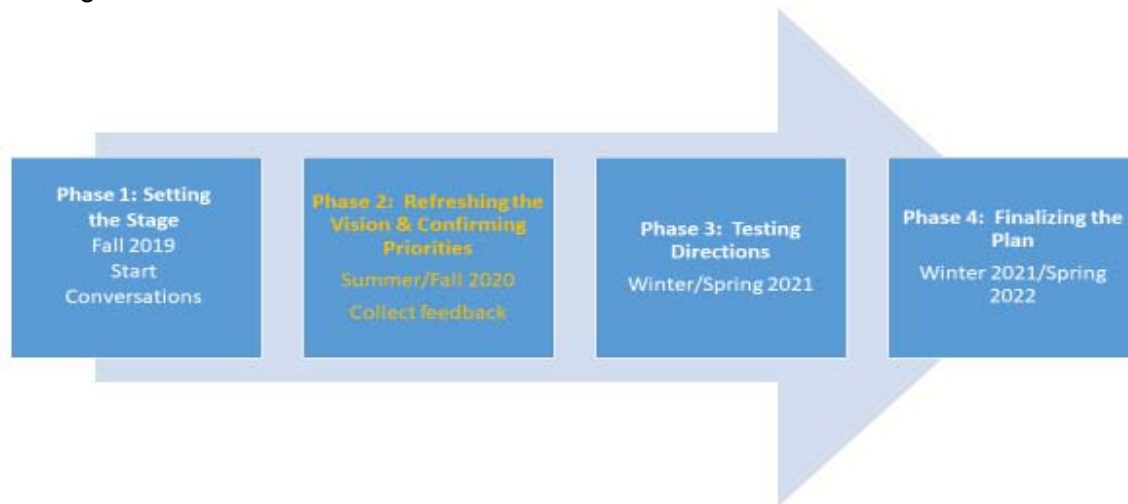 Phase 1: Setting
the Stage
Fall 2019
Start
Conversations
Phase 2: Refreshing the
Vision & Confirming
Priorities
Summer/Fall 2020
Collect feedback
Phase 3: Testing
Directions
Winter/Spring 2021
Phase 4: Finalizing the
Plan
Winter 2021/Spring
2022